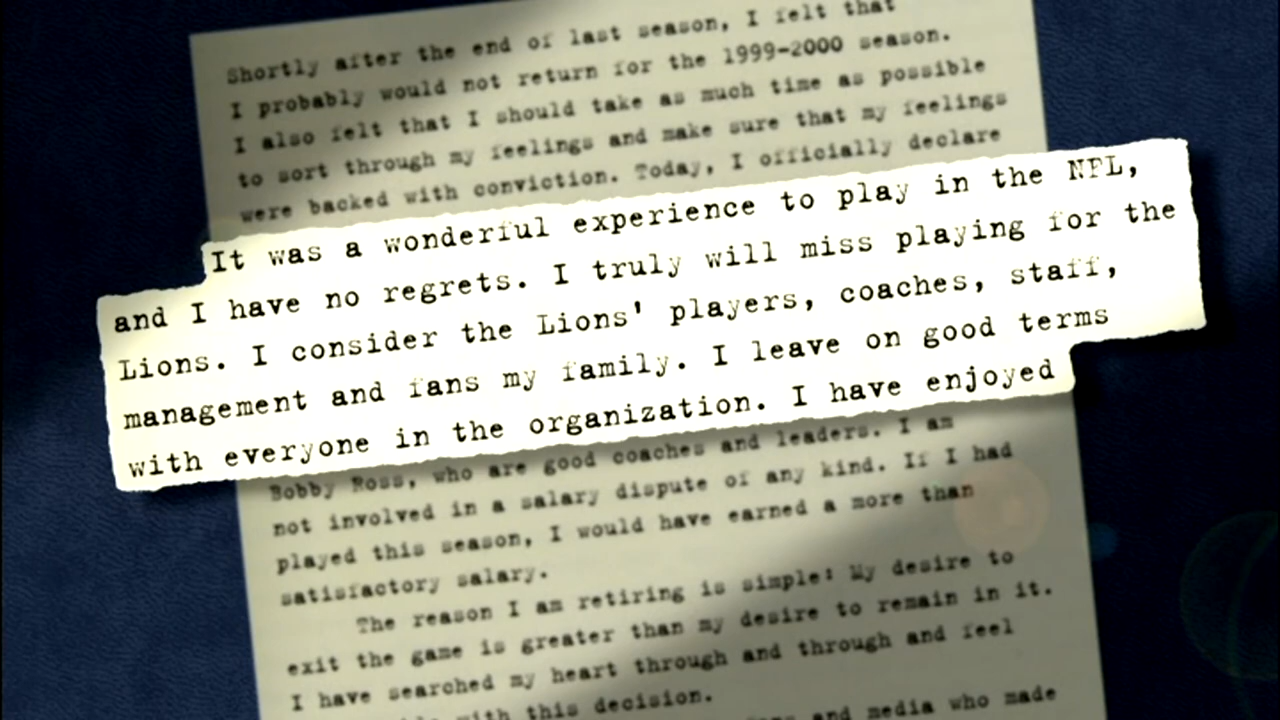 Shortly after the end of last season, I felt that
I probably would not return for the 1999-2000 season.
I also felt that I should take as much time as possible
to sort through my feelings and make sure that my feelings
were backed with conviction. Today, I officially declare
It was a wonderful experience to play in the NFL,
and I have no regrets. I truly will miss playing for the
Lions. I consider the Lions' players, coaches, staff,
management and fans my family. I leave on good terms
with everyone in the organization. I have enjoyed
Bobby Ross, who are good coaches and leaders. I am
not involved in a salary dispute of any kind. If I had
played this season, I would have earned a more than
satisfactory salary.
The reason I am retiring is simple: My desire to
exit the game is greater than my desire to remain in it.
I have searched my heart through and through and feel
with this decision.
and media who made